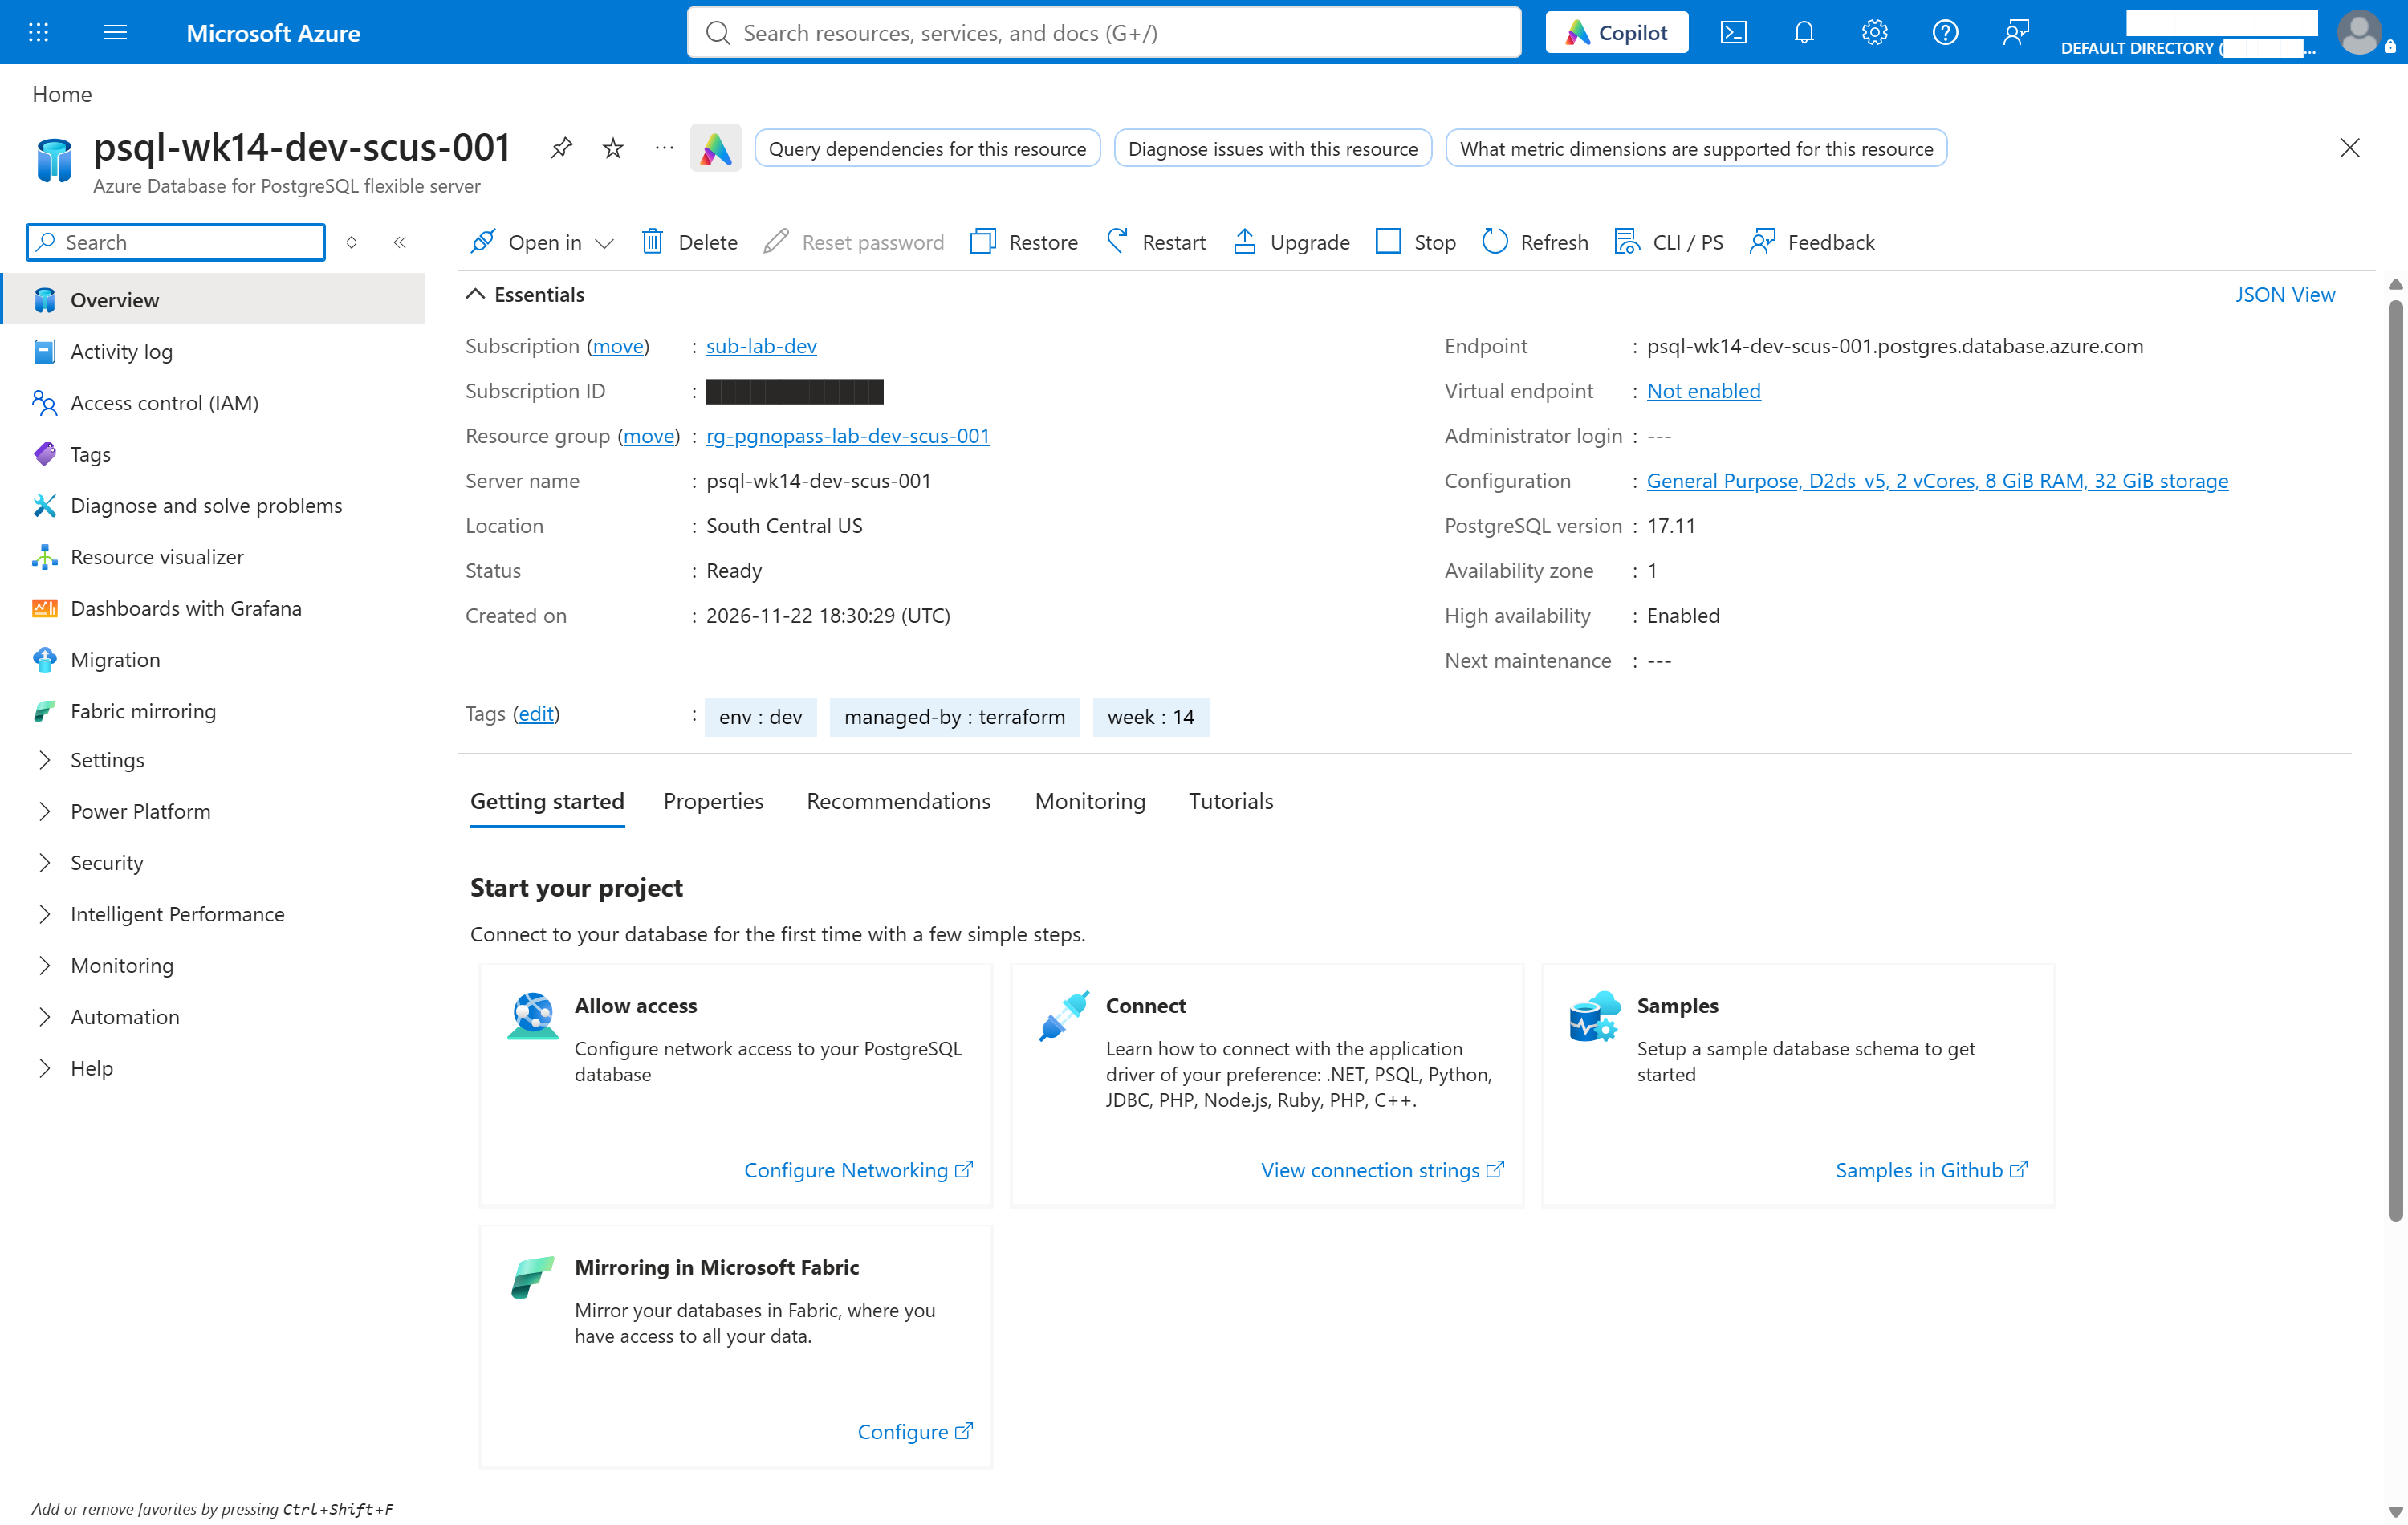 Microsoft Azure
Search resources, services, and docs (G+/)
Copilot
DEFAULT DIRECTORY (
...
Home
psql-wk14-dev-scus-001
Azure Database for PostgreSQL flexible server
Query dependencies for this resource
Diagnose issues with this resource
What metric dimensions are supported for this resource
Search
Open in
Delete
Reset password
Restore
Restart
Upgrade
Stop
Refresh
CLI / PS
Feedback
Overview
Activity log
Access control (IAM)
Tags
Diagnose and solve problems
Resource visualizer
Dashboards with Grafana
Migration
Fabric mirroring
Settings
Power Platform
Security
Intelligent Performance
Monitoring
Automation
Help
Add or remove favorites by pressing Ctrl+Shift+F
Essentials
JSON View
Subscription (move) : sub-lab-dev
Subscription ID :
Resource group (move) : rg-pgnopass-lab-dev-scus-001
Server name : psql-wk14-dev-scus-001
Location : South Central US
Status : Ready
Created on : 2026-11-22 18:30:29 (UTC)
Endpoint : psql-wk14-dev-scus-001.postgres.database.azure.com
Virtual endpoint : Not enabled
Administrator login : ---
Configuration : General Purpose, D2ds_v5, 2 vCores, 8 GiB RAM, 32 GiB storage
PostgreSQL version : 17.11
Availability zone : 1
High availability : Enabled
Next maintenance : ---
Tags (edit) : env : dev managed-by : terraform week : 14
Getting started
Properties
Recommendations
Monitoring
Tutorials
Start your project
Connect to your database for the first time with a few simple steps.
Allow access
Configure network access to your PostgreSQL
database
Configure Networking
Connect
Learn how to connect with the application
driver of your preference: .NET, PSQL, Python,
JDBC, PHP, Node.js, Ruby, PHP, C++.
View connection strings
Samples
Setup a sample database schema to get
started
Samples in Github
Mirroring in Microsoft Fabric
Mirror your databases in Fabric, where you
have access to all your data.
Configure